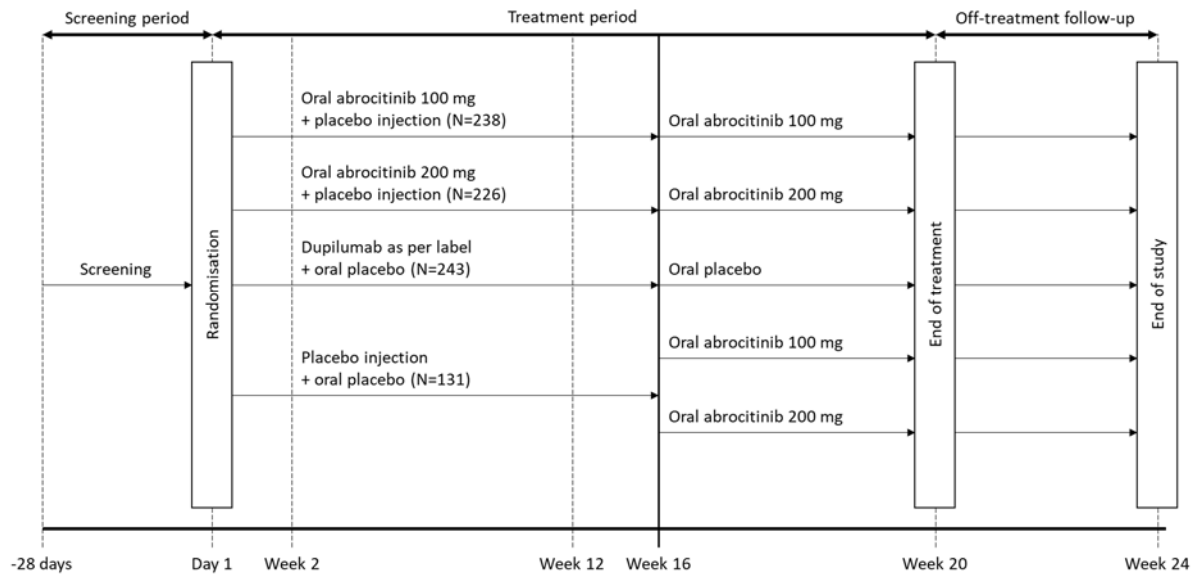 Screening period
Treatment period
Off-treatment follow-up
Oral abrocitinib 100 mg
+ placebo injection (N=238)
Oral abrocitinib 100 mg
Oral abrocitinib 200 mg
+ placebo injection (N=226)
Oral abrocitinib 200 mg
Screening
Randomisation
Dupilumab as per label
+ oral placebo (N=243)
Oral placebo
End of treatment
End of study
Placebo injection
+ oral placebo (N=131)
Oral abrocitinib 100 mg
Oral abrocitinib 200 mg
-28 days
Day 1
Week 2
Week 12
Week 16
Week 20
Week 24